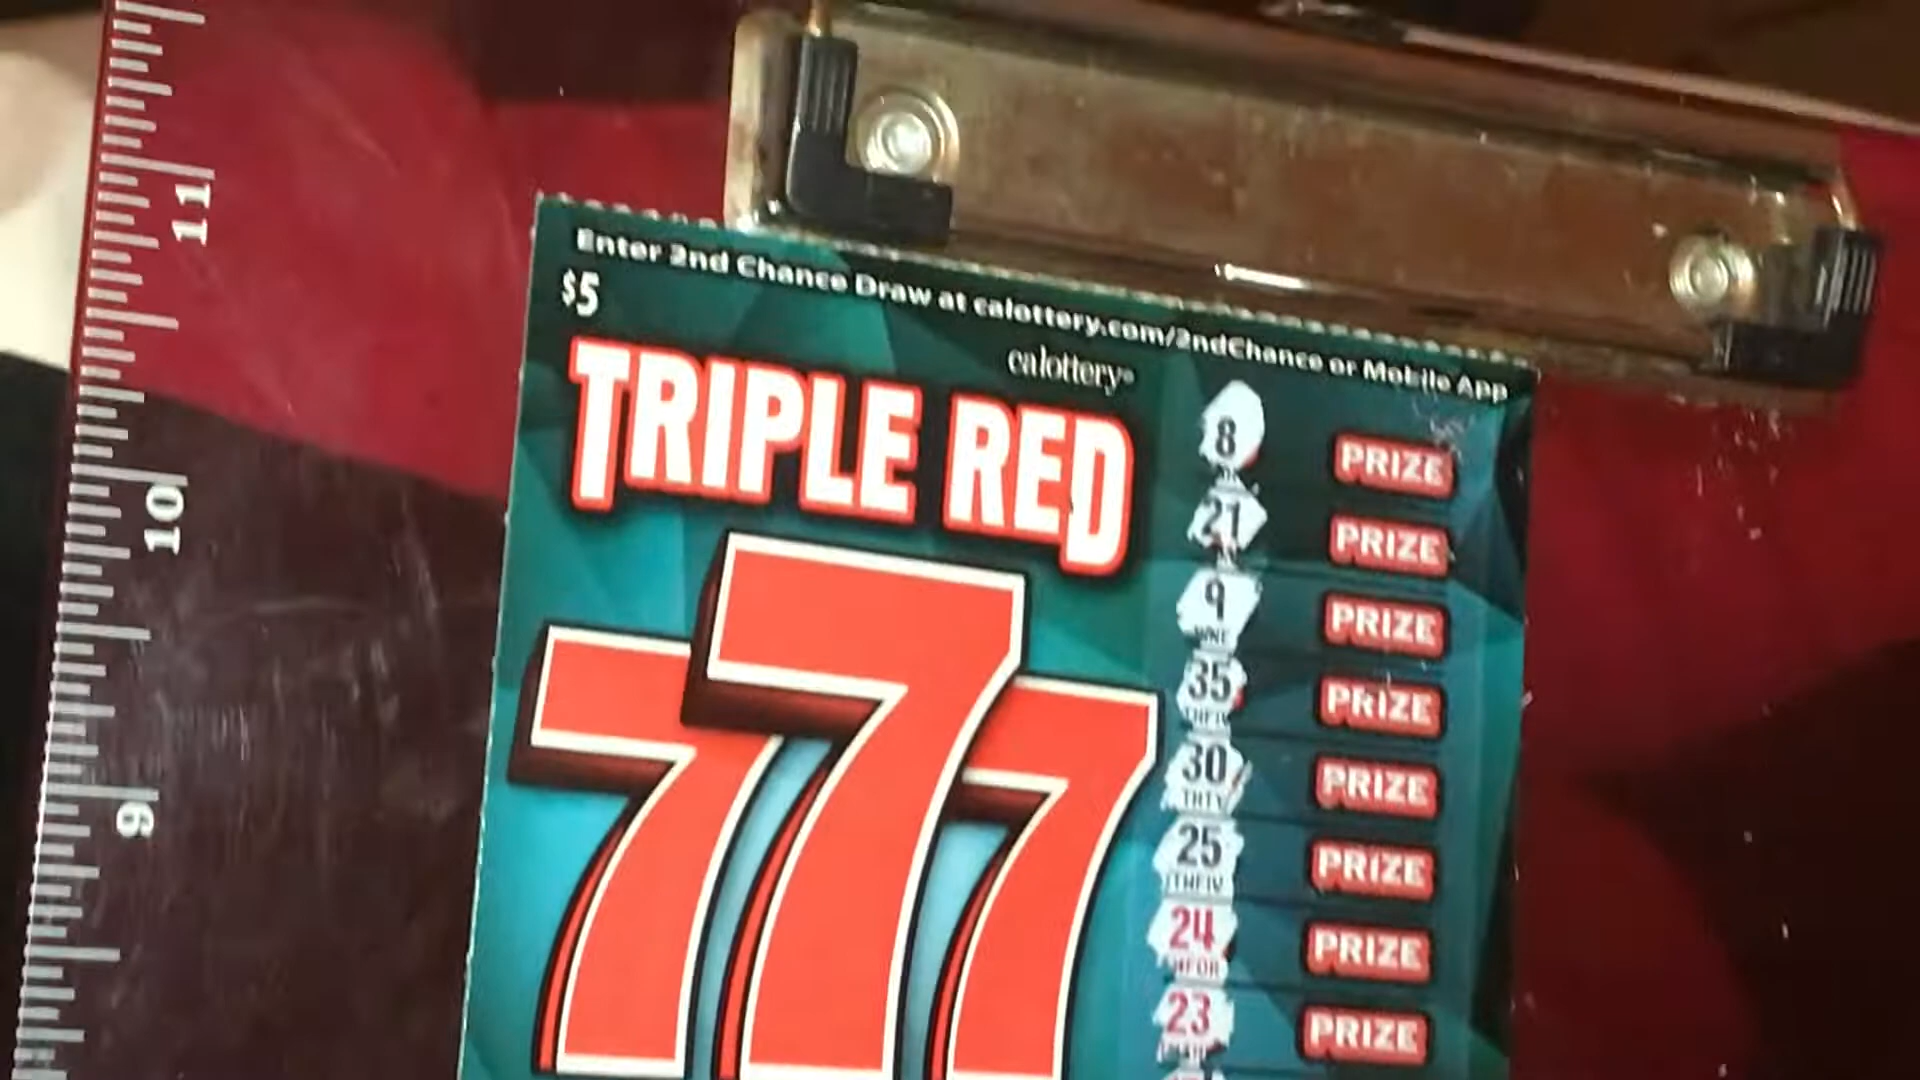 Enter 2nd Chance Draw at calottery.com/2ndChance or Mobile App
$5
calottery
TRIPLE RED
777
8 PRIZE
21 PRIZE
9 PRIZE
35 PRIZE
30 PRIZE
25 PRIZE
24 PRIZE
23 PRIZE
11
10
9